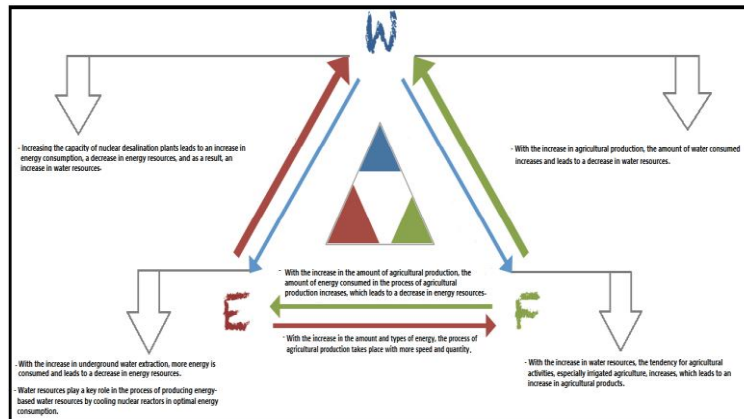 W
- Increasing the capacity of nuclear desalination plants leads to an increase in
energy consumption, a decrease in energy resources, and as a result, an
increase in water resources-
- With the increase in agricultural production, the amount of water consumed
increases and leads to a decrease in water resources.
- With the increase in the amount of agricultural production, the
amount of energy consumed in the process of agricultural
production increases, which leads to a decrease in energy resources-
E
F
- With the increase in the amount and types of energy, the process of
agricultural production takes place with more speed and quantity.
- With the increase in underground water extraction, more energy is
consumed and leads to a decrease in energy resources.
- Water resources play a key role in the process of producing energy-
based water resources by cooling nuclear reactors in optimal energy
consumption.
- With the increase in water resources, the tendency for agricultural
activities, especially irrigated agriculture, increases, which leads to
an increase in agricultural products.